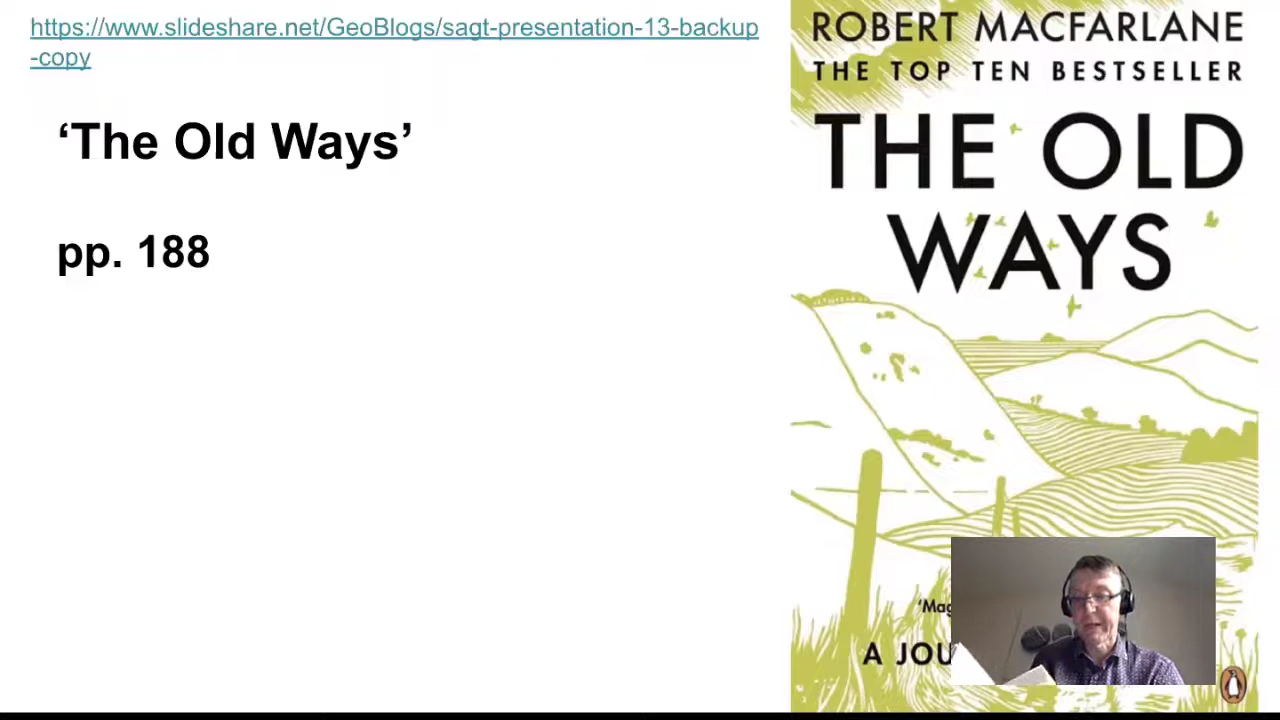 https://www.slideshare.net/GeoBlogs/sagt-presentation-13-backup
-copy
‘The Old Ways’
pp. 188
ROBERT MACFARLANE
THE TOP TEN BESTSELLER
THE OLD
WAYS
A